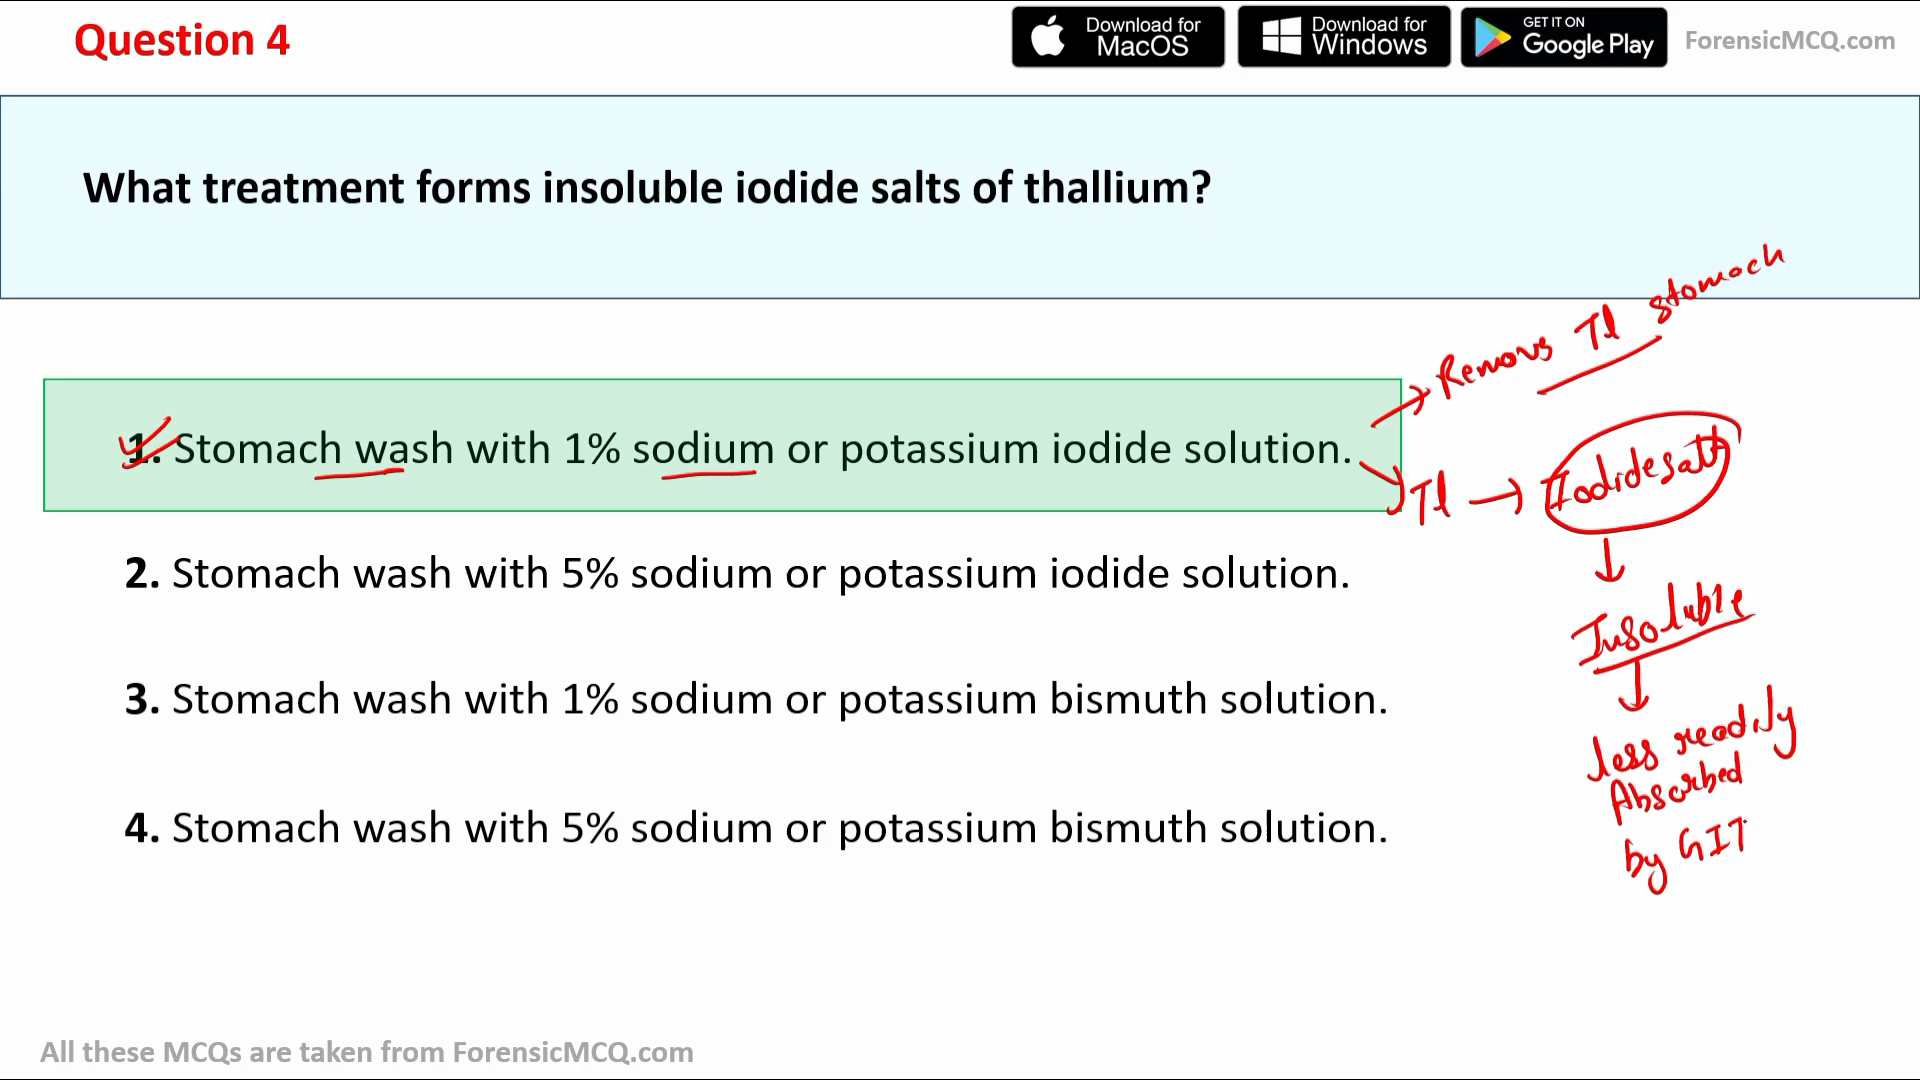 Question 4
Download for MacOS
Download for Windows
GET IT ON Google Play
ForensicMCQ.com
What treatment forms insoluble iodide salts of thallium?
1. Stomach wash with 1% sodium or potassium iodide solution.
2. Stomach wash with 5% sodium or potassium iodide solution.
3. Stomach wash with 1% sodium or potassium bismuth solution.
4. Stomach wash with 5% sodium or potassium bismuth solution.
Remove Tl stomach
Tl → Iodide salt
↓
Insoluble
↓
less readily
Absorbed
by GIT
All these MCQs are taken from ForensicMCQ.com